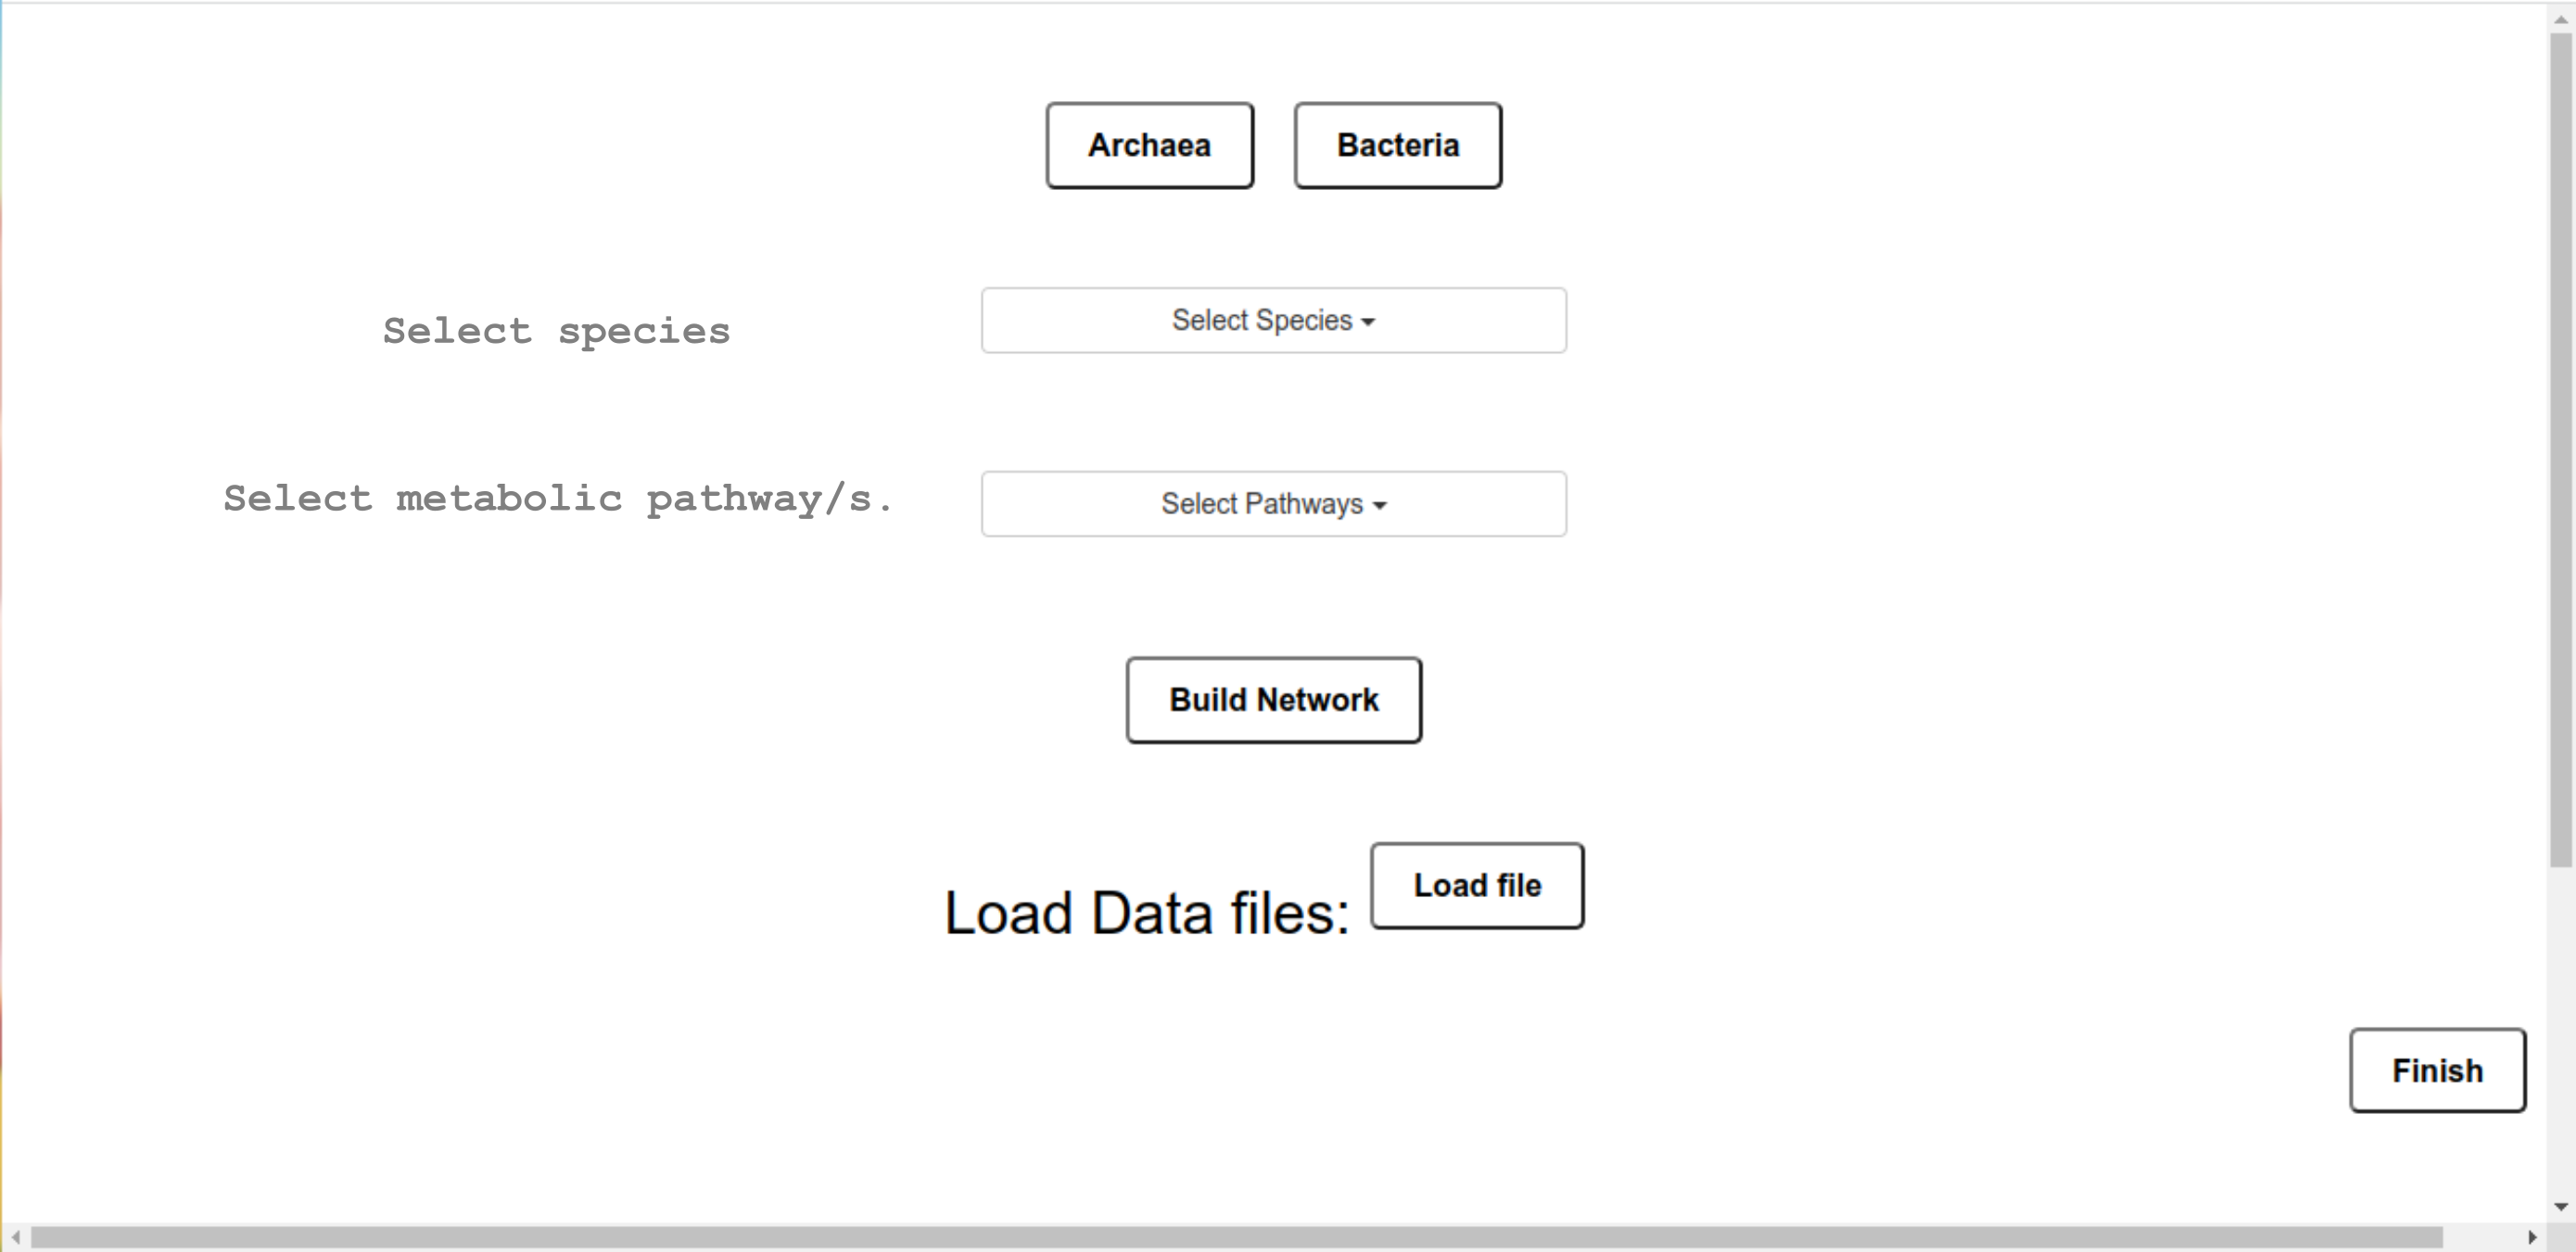 Archaea Bacteria
Select species Select Species
Select metabolic pathway/s. Select Pathways
Build Network
Load Data files: Load file
Finish